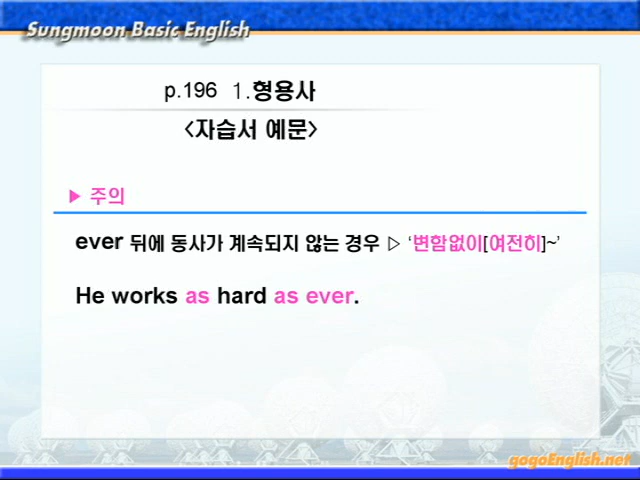 Sungmoon Basic English
p.196 1.형용사
<자습서 예문>
▶ 주의
ever 뒤에 동사가 계속되지 않는 경우 ▷ ‘변함없이[여전히]~’
He works as hard as ever.
gogoEnglish.net